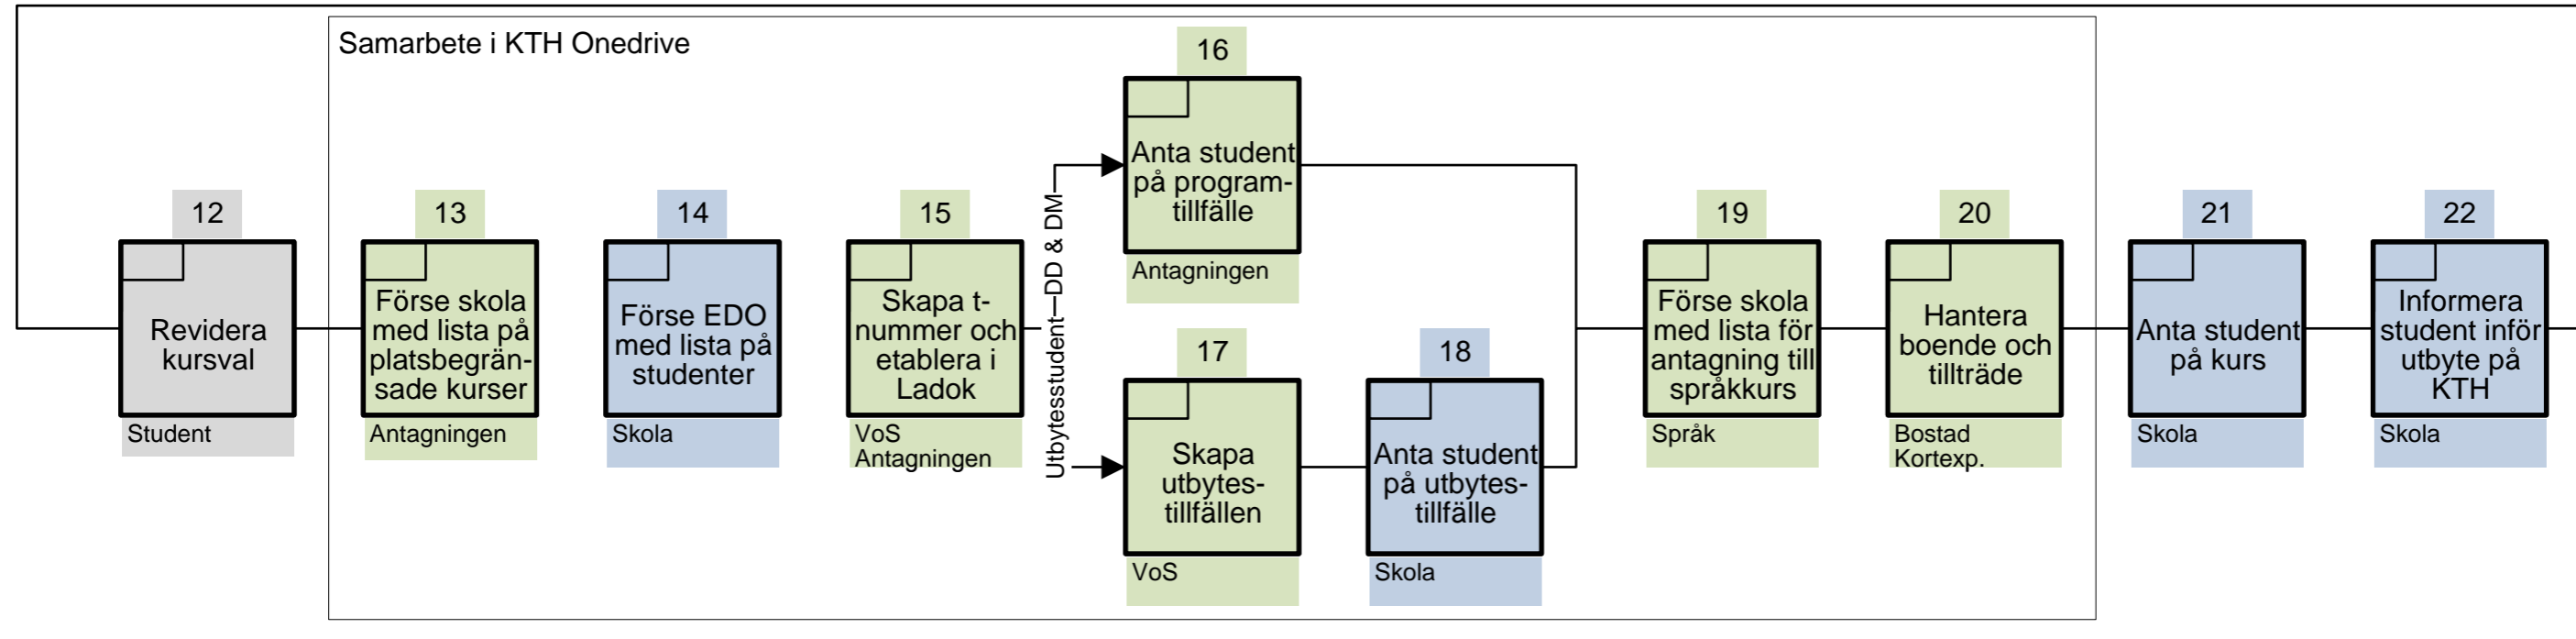 Samarbete i KTH Onedrive
12
Revidera
kursval
Student
13
Förse skola
med lista på
platsbegrän-
sade kurser
Antagningen
14
Förse EDO
med lista på
studenter
Skola
15
Skapa t-
nummer och
etablera i
Ladok
VoS
Antagningen
DD & DM
Utbytesstudent
16
Anta student
på program-
tillfälle
Antagningen
17
Skapa
utbytes-
tillfällen
VoS
18
Anta student
på utbytes-
tillfälle
Skola
19
Förse skola
med lista för
antagning till
språkkurs
Språk
20
Hantera
boende och
tillträde
Bostad
Kortexp.
21
Anta student
på kurs
Skola
22
Informera
student inför
utbyte på
KTH
Skola